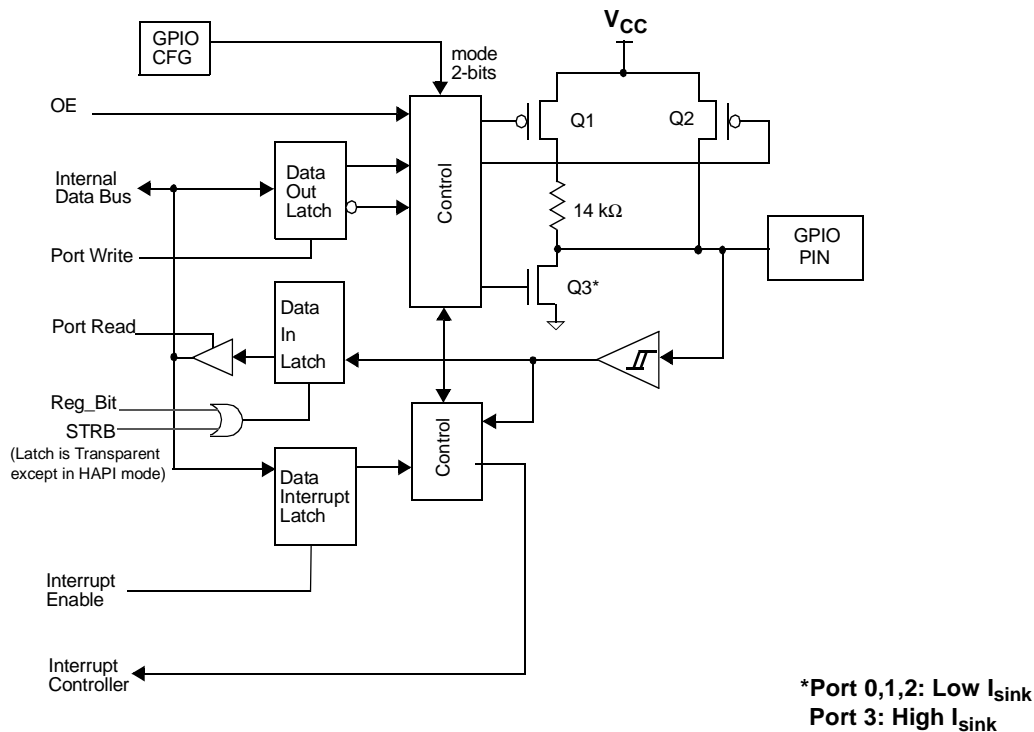 GPIO
CFG
mode
2-bits
V_CC
OE
Q1
Q2
Control
Internal
Data Bus
Data
Out
Latch
14 kΩ
GPIO
PIN
Port Write
Q3*
Data
In
Latch
Port Read
Reg_Bit
STRB
(Latch is Transparent
except in HAPI mode)
Control
Data
Interrupt
Latch
Interrupt
Enable
Interrupt
Controller
*Port 0,1,2: Low I_sink
Port 3: High I_sink